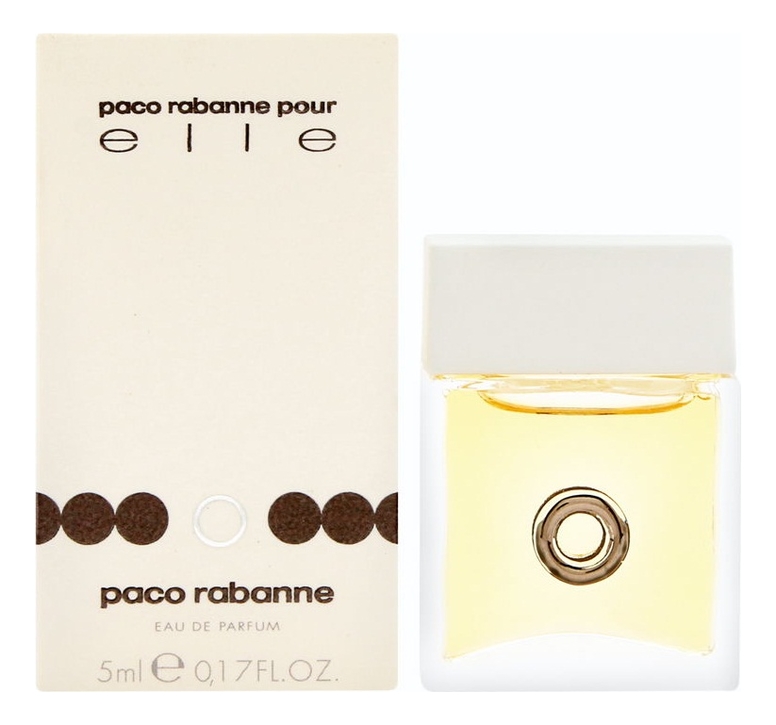 paco rabanne pour
elle
paco rabanne
EAU DE PARFUM
5ml ℮ 0,17FL.OZ.